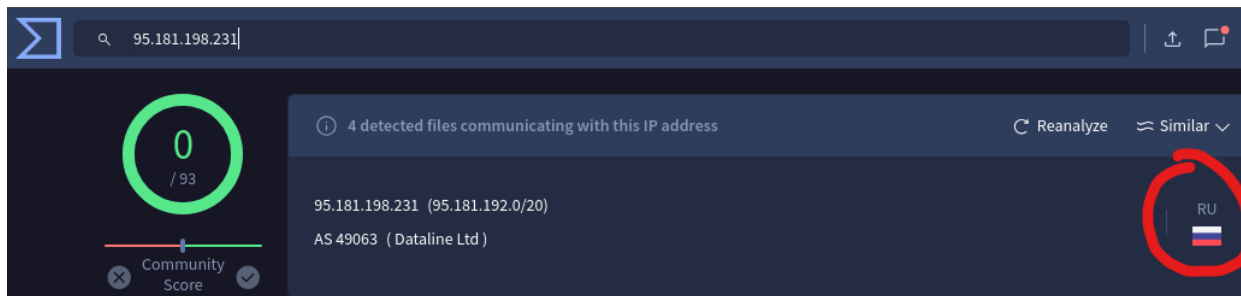 95.181.198.231
0
/ 93
4 detected files communicating with this IP address
Reanalyze
Similar
95.181.198.231 (95.181.192.0/20)
AS 49063 ( Dataline Ltd )
RU
Community
Score